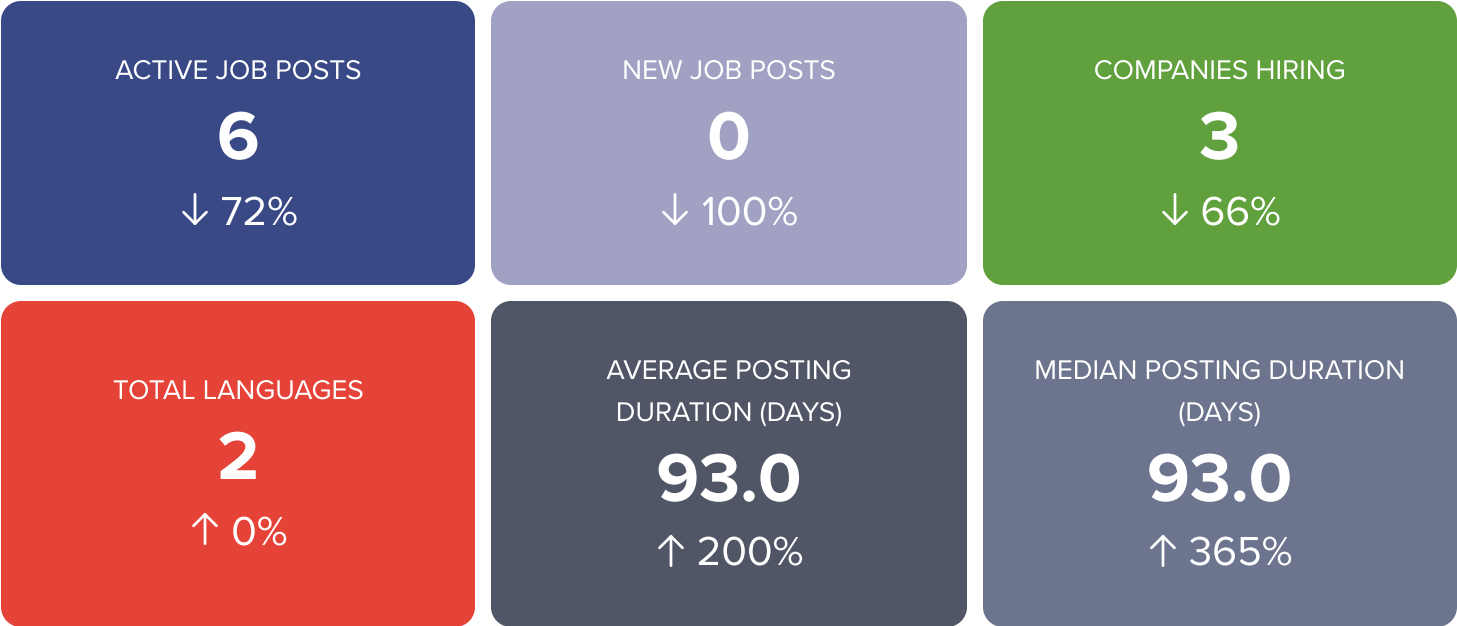 ACTIVE JOB POSTS
6
↓ 72%
NEW JOB POSTS
0
↓ 100%
COMPANIES HIRING
3
↓ 66%
TOTAL LANGUAGES
2
↑ 0%
AVERAGE POSTING
DURATION (DAYS)
93.0
↑ 200%
MEDIAN POSTING DURATION
(DAYS)
93.0
↑ 365%